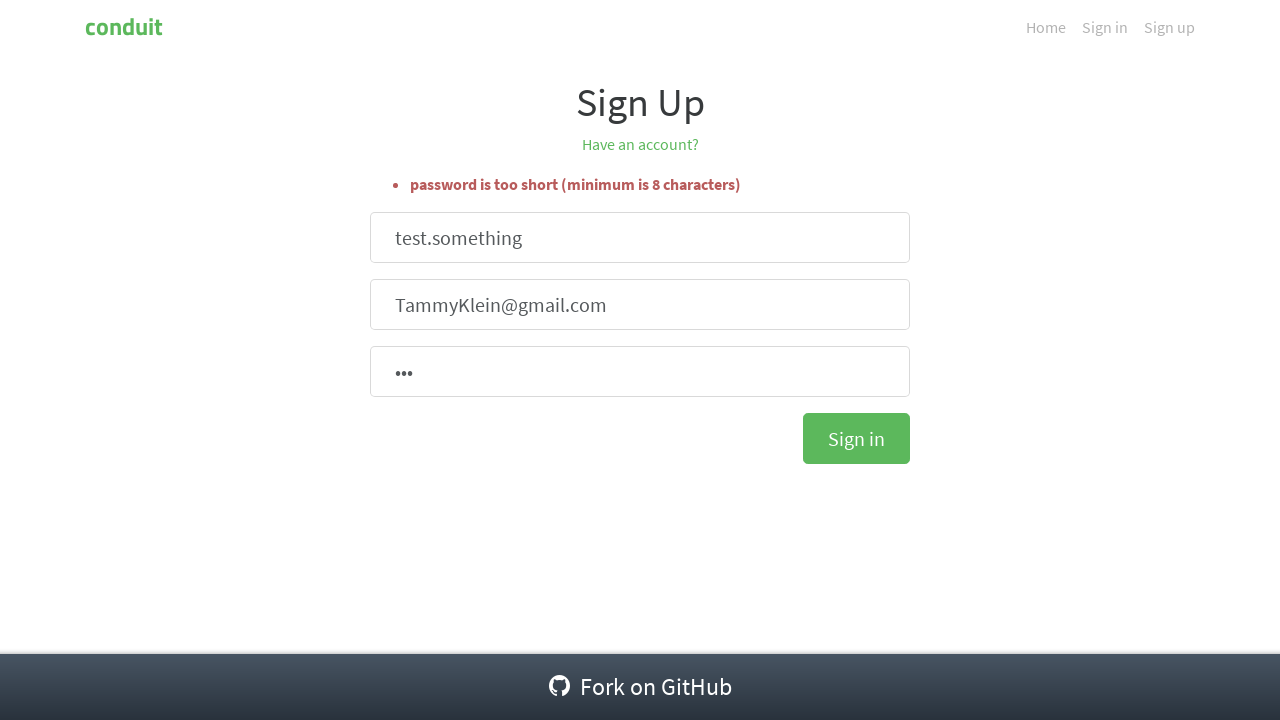 conduit
Home Sign in Sign up
Sign Up
Have an account?
• password is too short (minimum is 8 characters)
test.something
TammyKlein@gmail.com
•••
Sign in
Fork on GitHub